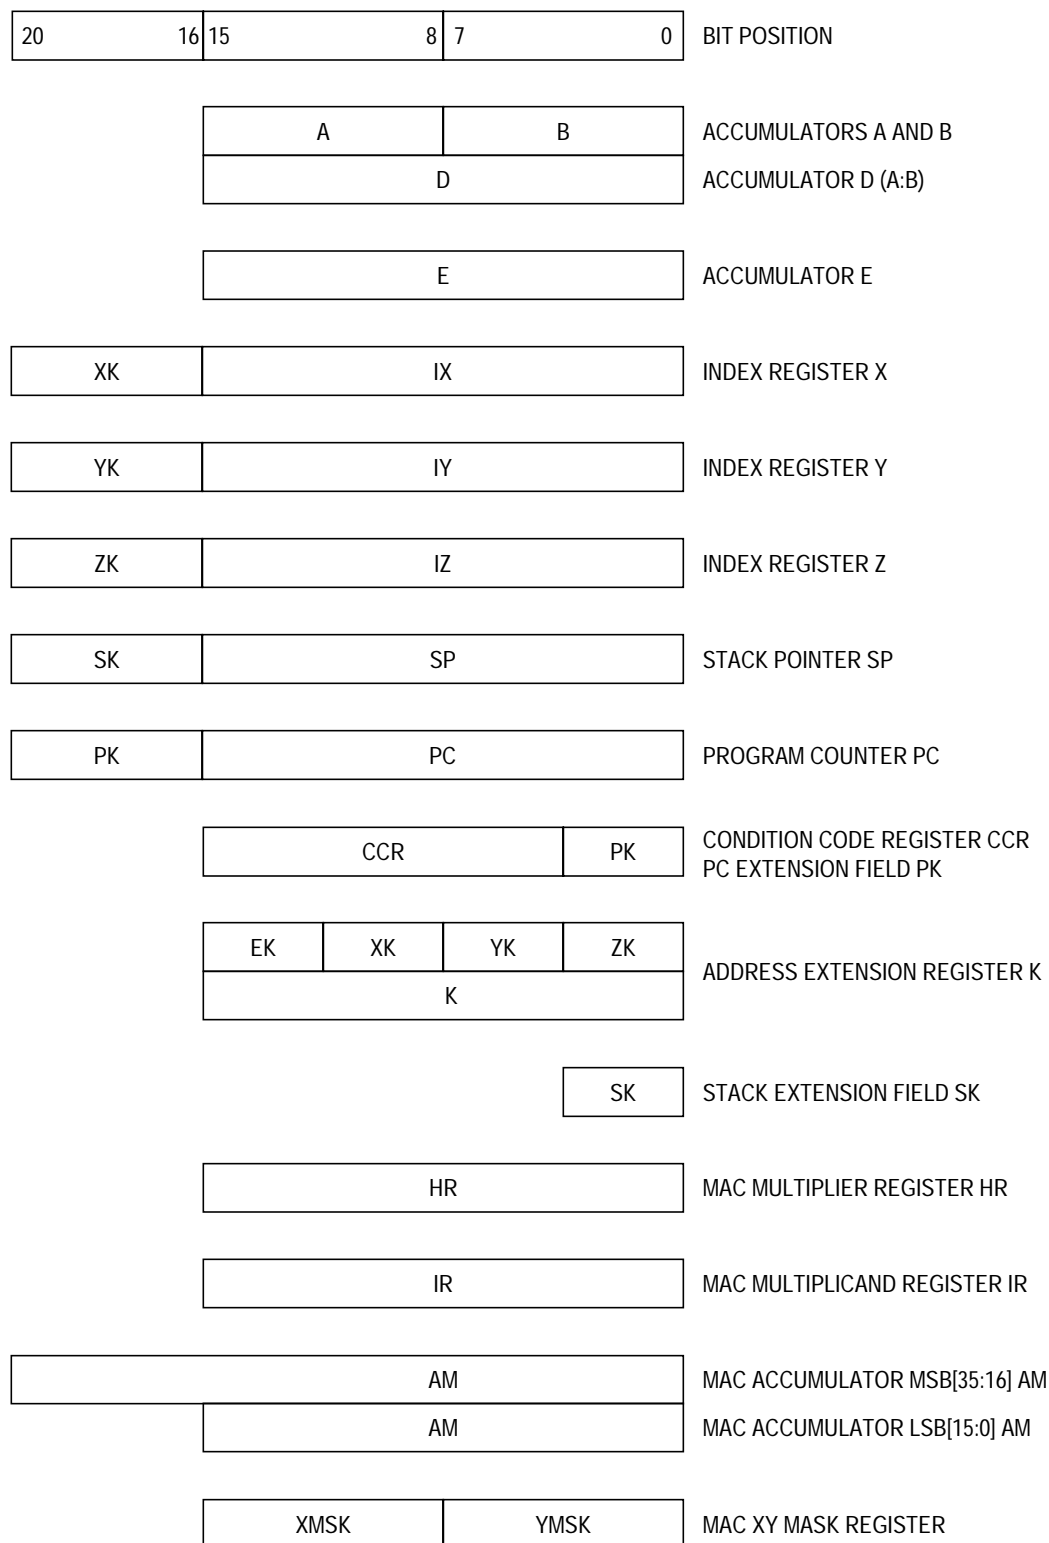 20 16 15 8 7 0 BIT POSITION
A B ACCUMULATORS A AND B
D ACCUMULATOR D (A:B)
E ACCUMULATOR E
XK IX INDEX REGISTER X
YK IY INDEX REGISTER Y
ZK IZ INDEX REGISTER Z
SK SP STACK POINTER SP
PK PC PROGRAM COUNTER PC
CCR PK CONDITION CODE REGISTER CCR
PC EXTENSION FIELD PK
EK XK YK ZK
ADDRESS EXTENSION REGISTER K
K
SK STACK EXTENSION FIELD SK
HR MAC MULTIPLIER REGISTER HR
IR MAC MULTIPLICAND REGISTER IR
AM MAC ACCUMULATOR MSB[35:16] AM
AM MAC ACCUMULATOR LSB[15:0] AM
XMSK YMSK MAC XY MASK REGISTER